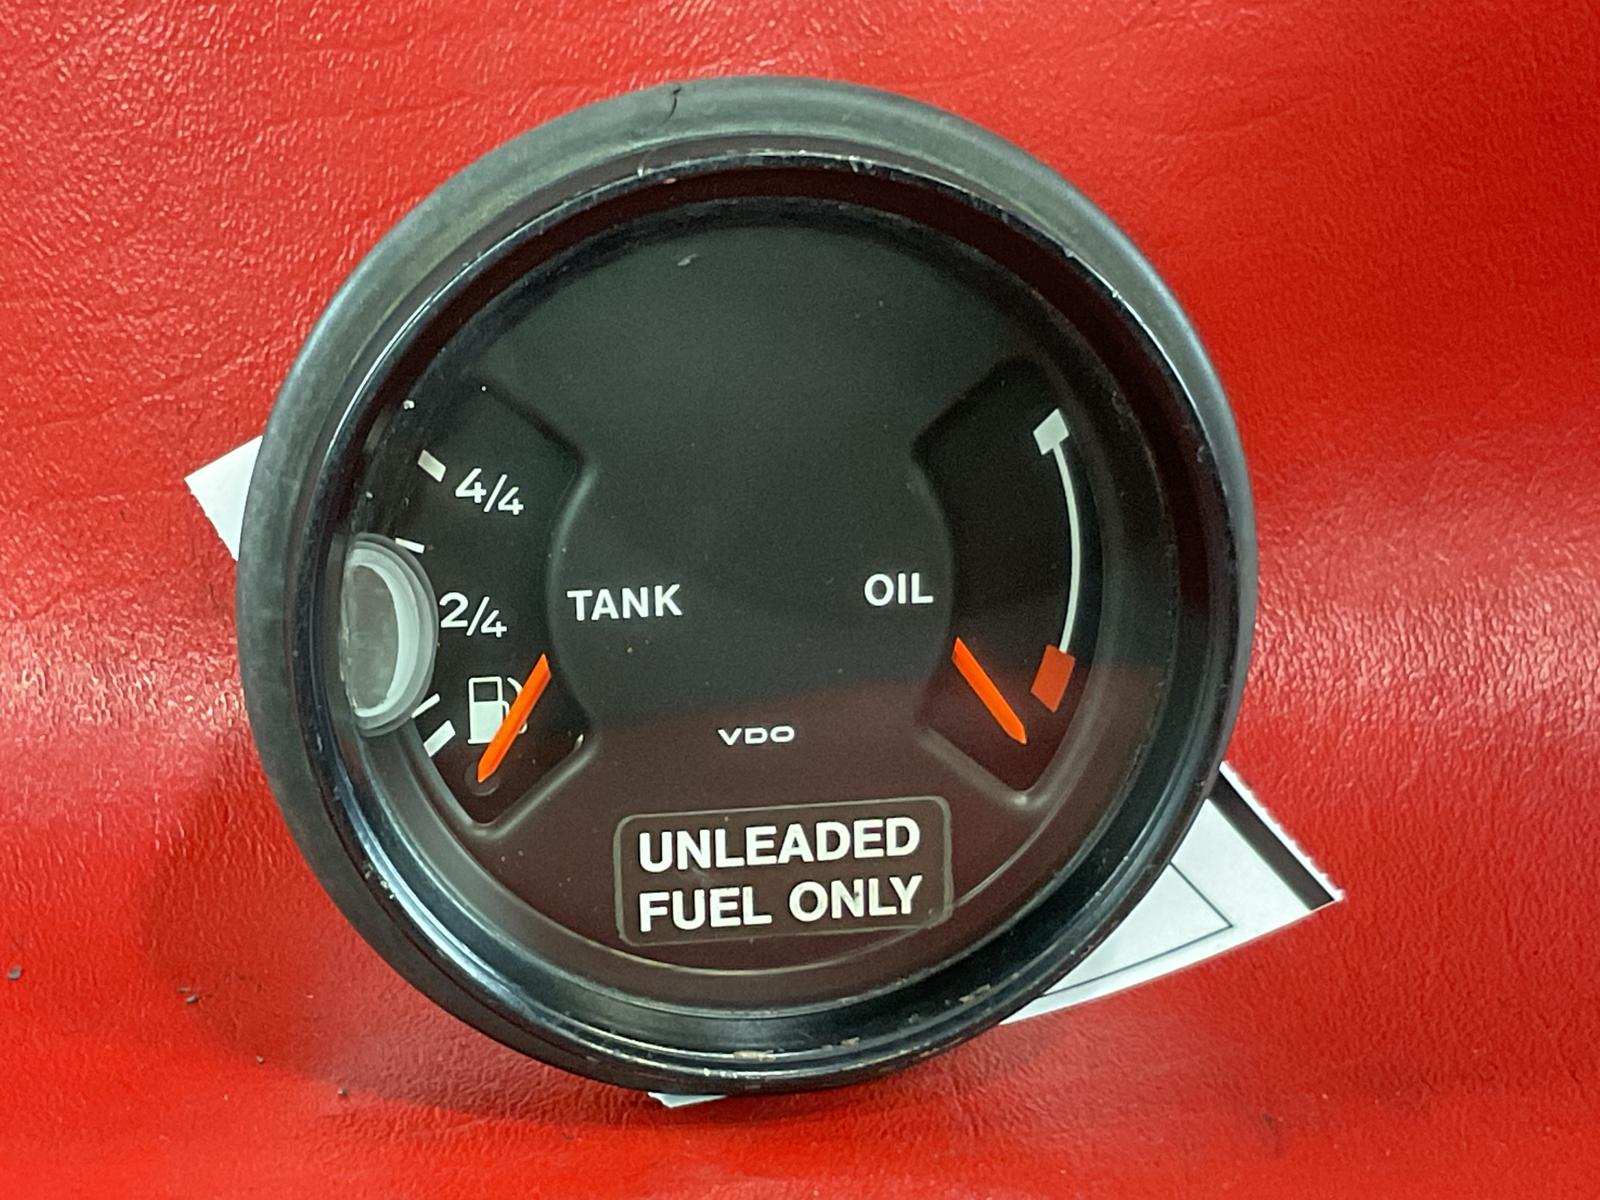 4/4
2/4
TANK
OIL
VDO
UNLEADED
FUEL ONLY